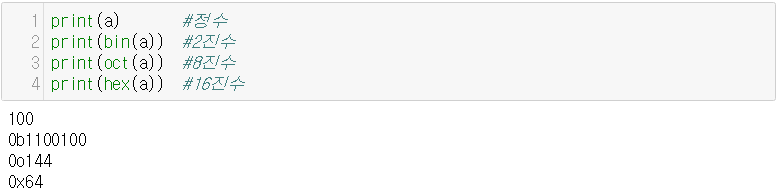 1 print(a) #정수
2 print(bin(a)) #2진수
3 print(oct(a)) #8진수
4 print(hex(a)) #16진수
100
0b1100100
0o144
0x64